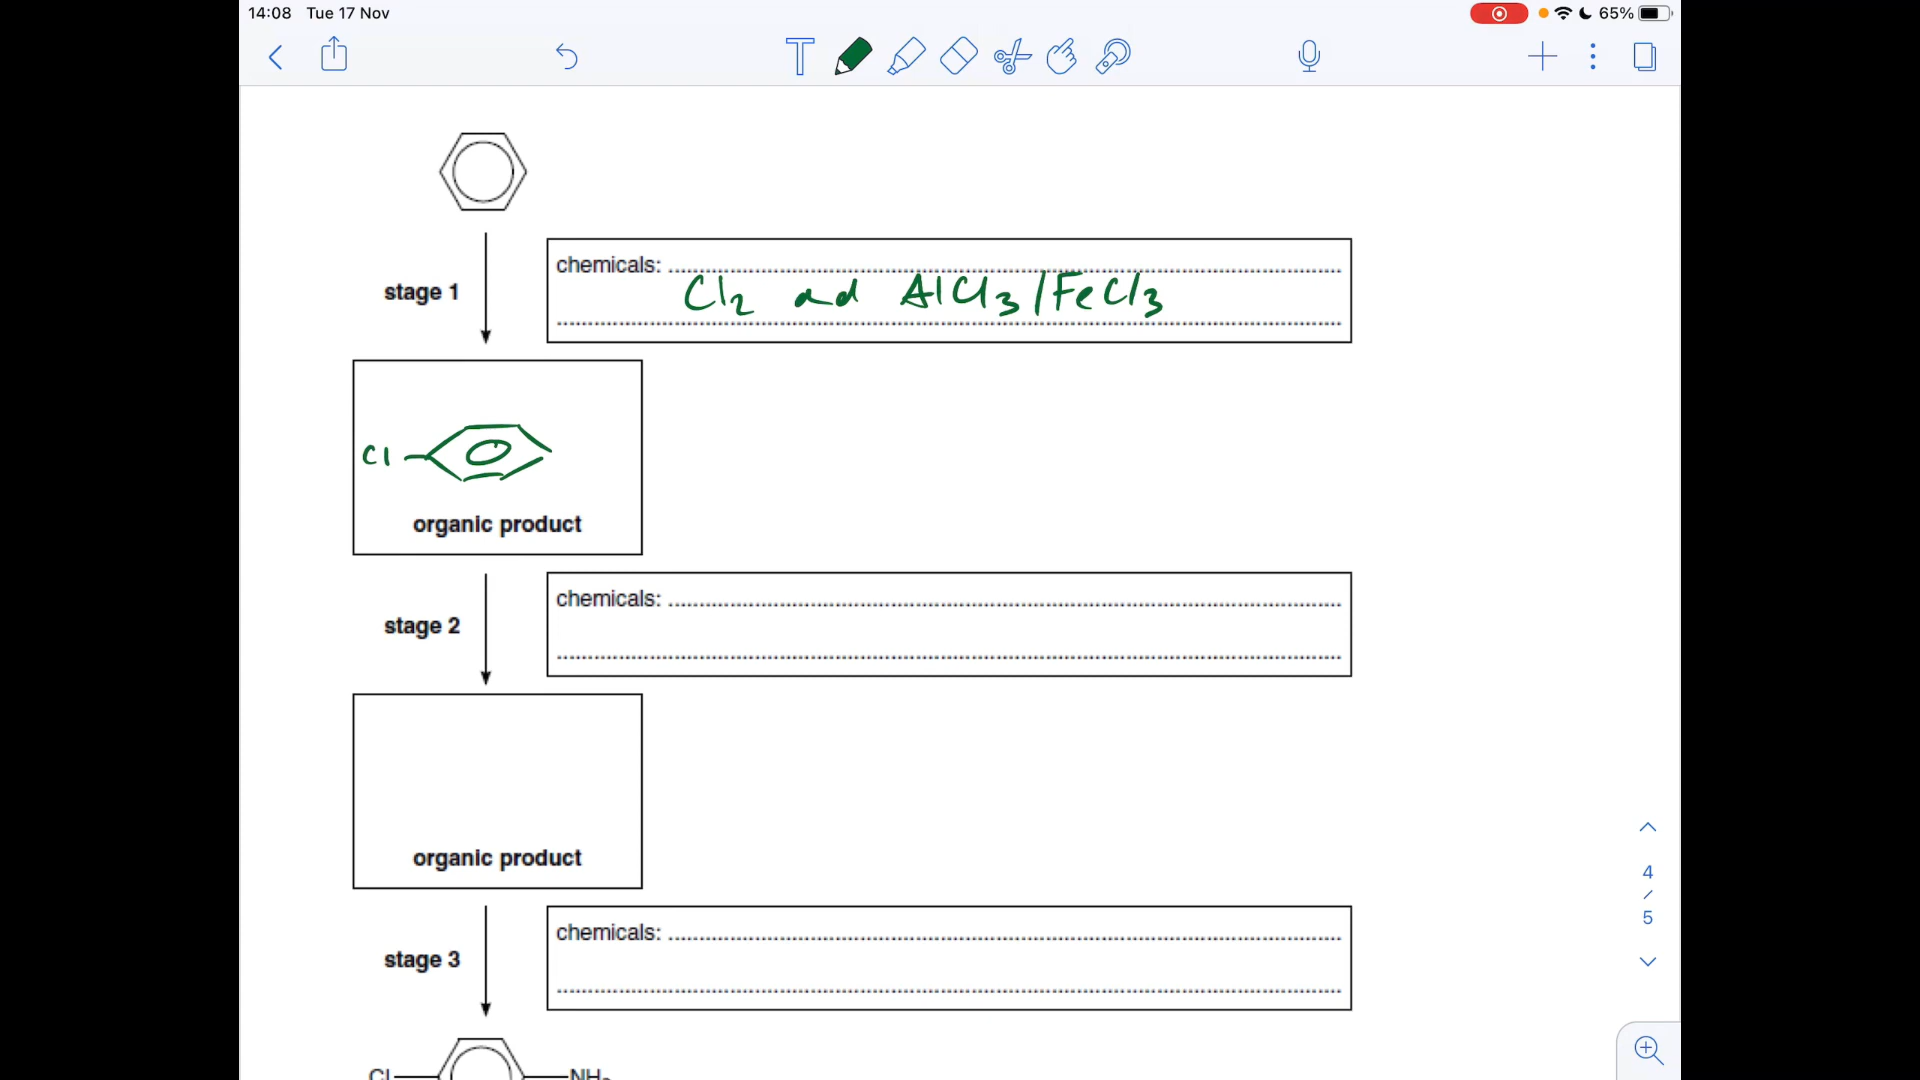 14:08 Tue 17 Nov
65%
T
chemicals:
stage 1
Cl2 and AlCl3/FeCl3
Cl
organic product
chemicals:
stage 2
organic product
4
/
5
chemicals:
stage 3
Cl
NH2